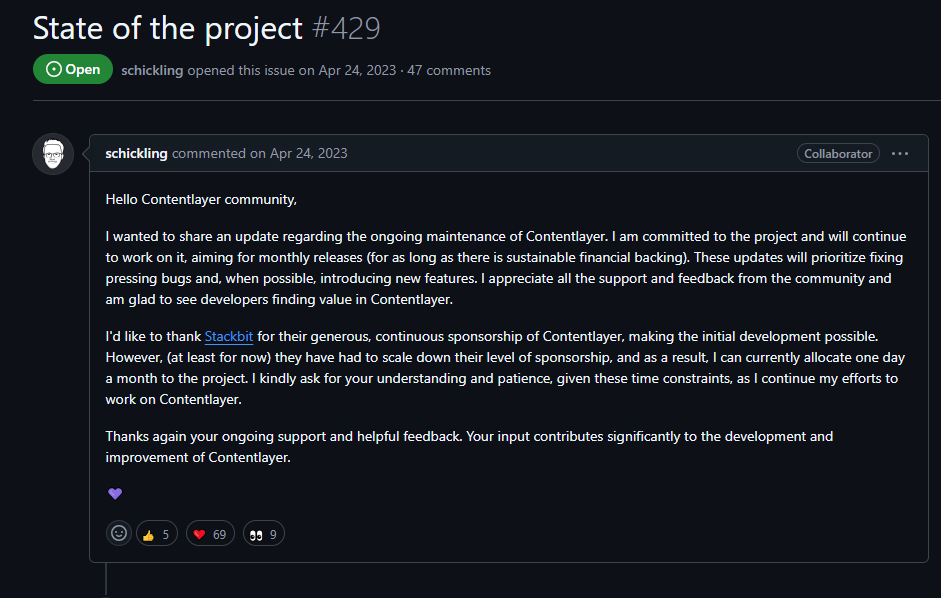 State of the project #429
Open schickling opened this issue on Apr 24, 2023 · 47 comments
schickling commented on Apr 24, 2023 Collaborator ···
Hello Contentlayer community,
I wanted to share an update regarding the ongoing maintenance of Contentlayer. I am committed to the project and will continue
to work on it, aiming for monthly releases (for as long as there is sustainable financial backing). These updates will prioritize fixing
pressing bugs and, when possible, introducing new features. I appreciate all the support and feedback from the community and
am glad to see developers finding value in Contentlayer.
I'd like to thank Stackbit for their generous, continuous sponsorship of Contentlayer, making the initial development possible.
However, (at least for now) they have had to scale down their level of sponsorship, and as a result, I can currently allocate one day
a month to the project. I kindly ask for your understanding and patience, given these time constraints, as I continue my efforts to
work on Contentlayer.
Thanks again your ongoing support and helpful feedback. Your input contributes significantly to the development and
improvement of Contentlayer.
💜
👍 5 ❤️ 69 👀 9